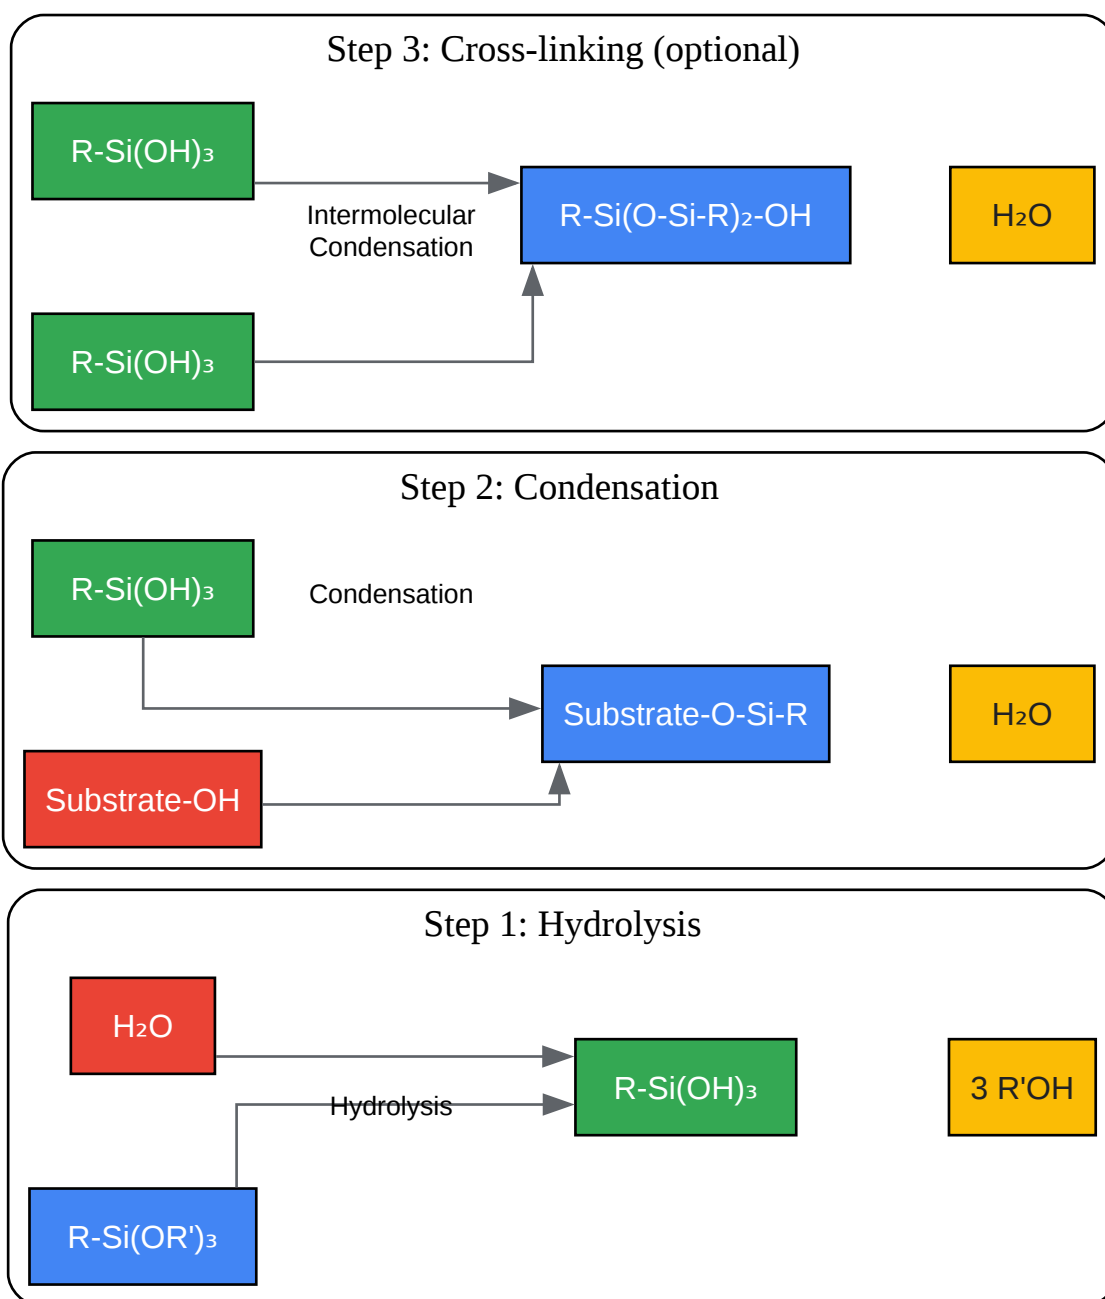 Step 3: Cross-linking (optional)
R-Si(OH)₃
Intermolecular
Condensation
R-Si(O-Si-R)₂-OH
H₂O
R-Si(OH)₃
Step 2: Condensation
R-Si(OH)₃
Condensation
Substrate-O-Si-R
H₂O
Substrate-OH
Step 1: Hydrolysis
H₂O
Hydrolysis
R-Si(OH)₃
3 R'OH
R-Si(OR')₃